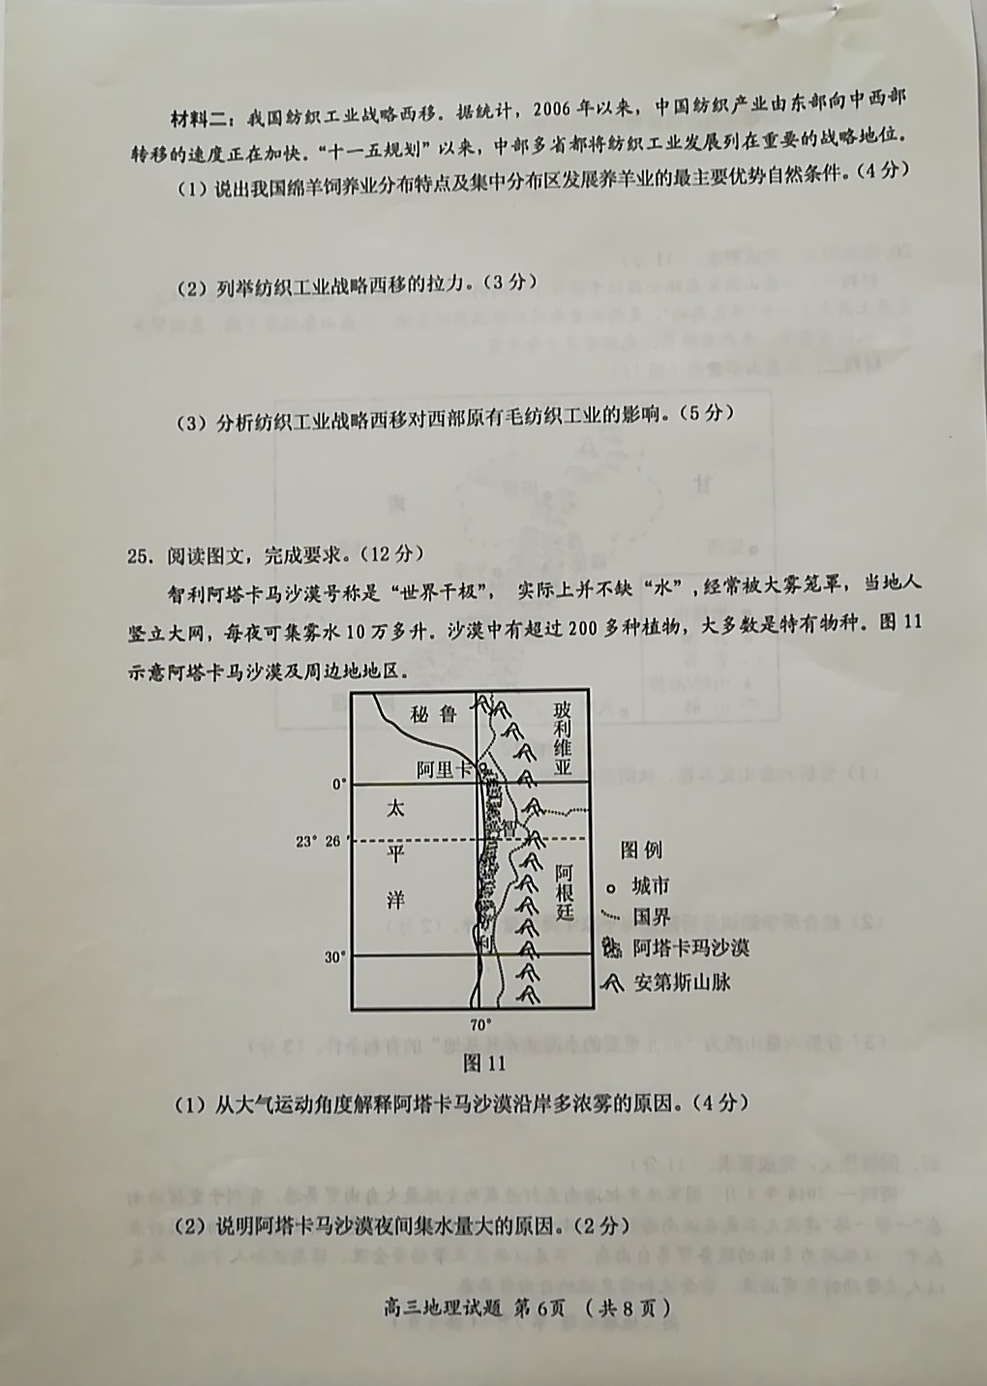 材料二：我国纺织工业战略西移。据统计，2006年以来，中国纺织产业由东部向中西部
转移的速度正在加快。“十一五规划”以来，中部多省都将纺织工业发展列在重要的战略地位。
（1）说出我国绵羊饲养业分布特点及集中分布区发展养羊业的最主要优势自然条件。（4分）
（2）列举纺织工业战略西移的拉力。（3分）
（3）分析纺织工业战略西移对西部原有毛纺织工业的影响。（5分）
25．阅读图文，完成要求。（12分）
智利阿塔卡马沙漠号称是“世界干极”， 实际上并不缺“水”，经常被大雾笼罩，当地人
竖立大网，每夜可集雾水10万多升。沙漠中有超过200多种植物，大多数是特有物种。图11
示意阿塔卡马沙漠及周边地地区。
秘鲁
玻利维亚
阿里卡
0°
太平洋
智利
23° 26′
阿根廷
30°
70°
图例
城市
国界
阿塔卡玛沙漠
安第斯山脉
图11
（1）从大气运动角度解释阿塔卡马沙漠沿岸多浓雾的原因。（4分）
（2）说明阿塔卡马沙漠夜间集水量大的原因。（2分）
高三地理试题 第6页 （共8页）